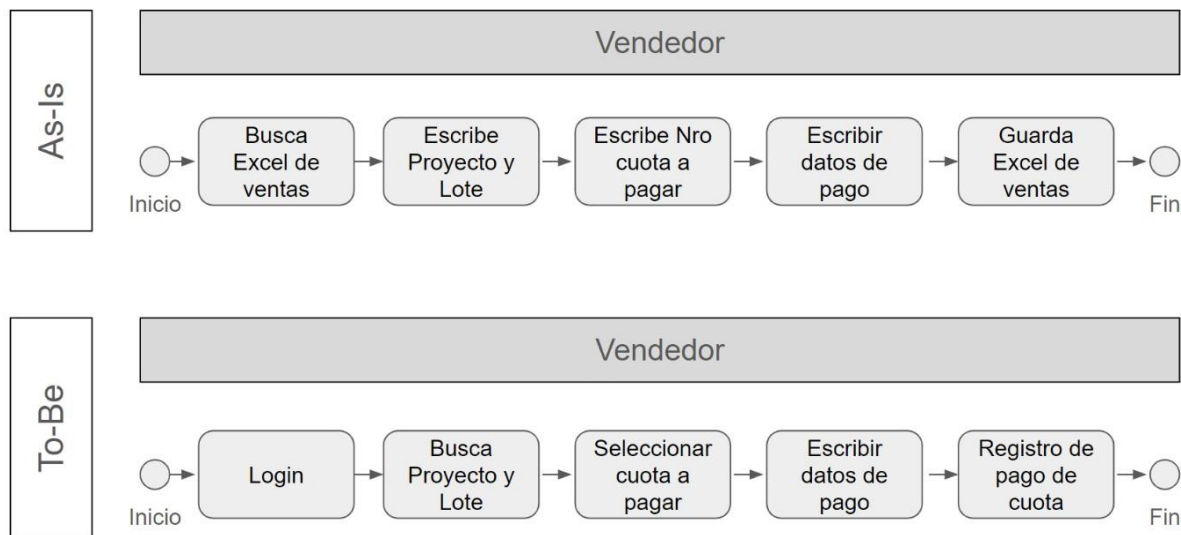 As-Is
Vendedor
Inicio
Busca
Excel de
ventas
Escribe
Proyecto y
Lote
Escribe Nro
cuota a
pagar
Escribir
datos de
pago
Guarda
Excel de
ventas
Fin
To-Be
Vendedor
Inicio
Login
Busca
Proyecto y
Lote
Seleccionar
cuota a
pagar
Escribir
datos de
pago
Registro de
pago de
cuota
Fin